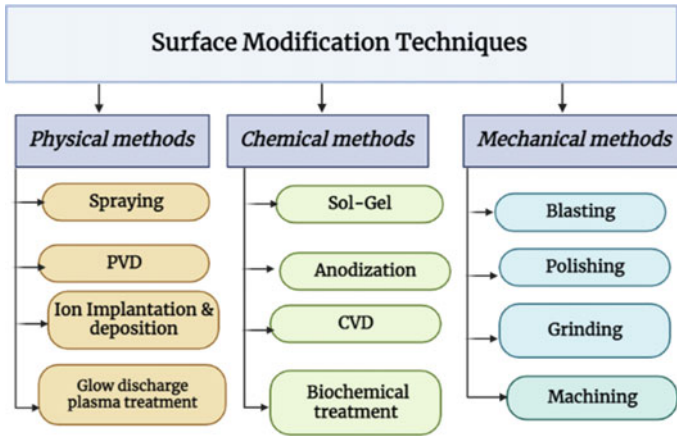 Surface Modification Techniques
Physical methods
Spraying
PVD
Ion Implantation &
deposition
Glow discharge
plasma treatment
Chemical methods
Sol-Gel
Anodization
CVD
Biochemical
treatment
Mechanical methods
Blasting
Polishing
Grinding
Machining